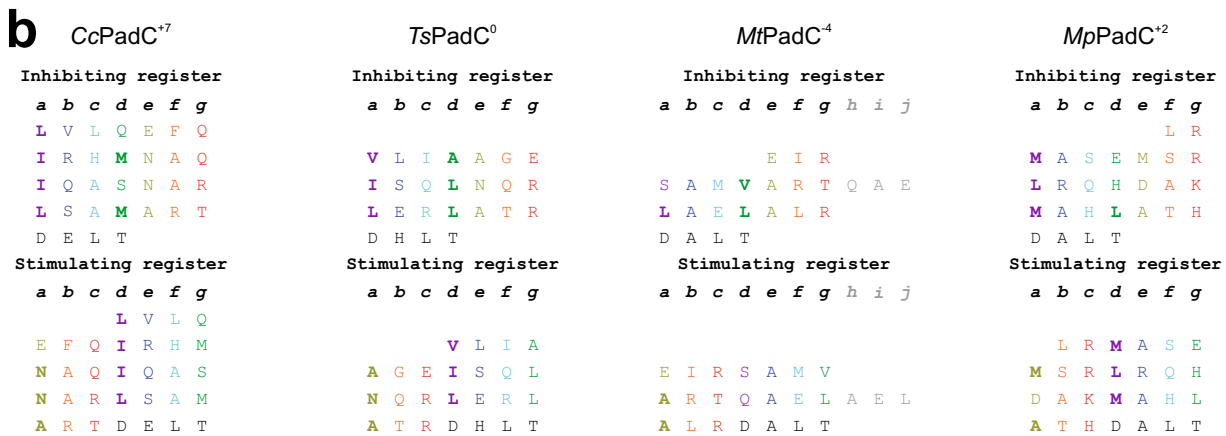 b
CcPadC+7 TsPadC0 MtPadC-4 MpPadC+2
Inhibiting register Inhibiting register Inhibiting register Inhibiting register
a b c d e f g a b c d e f g a b c d e f g h i j a b c d e f g
L V L Q E F Q L R
I R H M N A Q V L I A A G E E I R M A S E M S R
I Q A S N A R I S Q L N Q R S A M V A R T Q A E L R Q H D A K
L S A M A R T L E R L A T R L A E L A L R M A H L A T H
D E L T D H L T D A L T D A L T
Stimulating register Stimulating register Stimulating register Stimulating register
a b c d e f g a b c d e f g a b c d e f g h i j a b c d e f g
L V L Q
E F Q I R H M V L I A L R M A S E
N A Q I Q A S A G E I S Q L E I R S A M V M S R L R Q H
N A R L S A M N Q R L E R L A R T Q A E L A E L D A K M A H L
A R T D E L T A T R D H L T A L R D A L T A T H D A L T